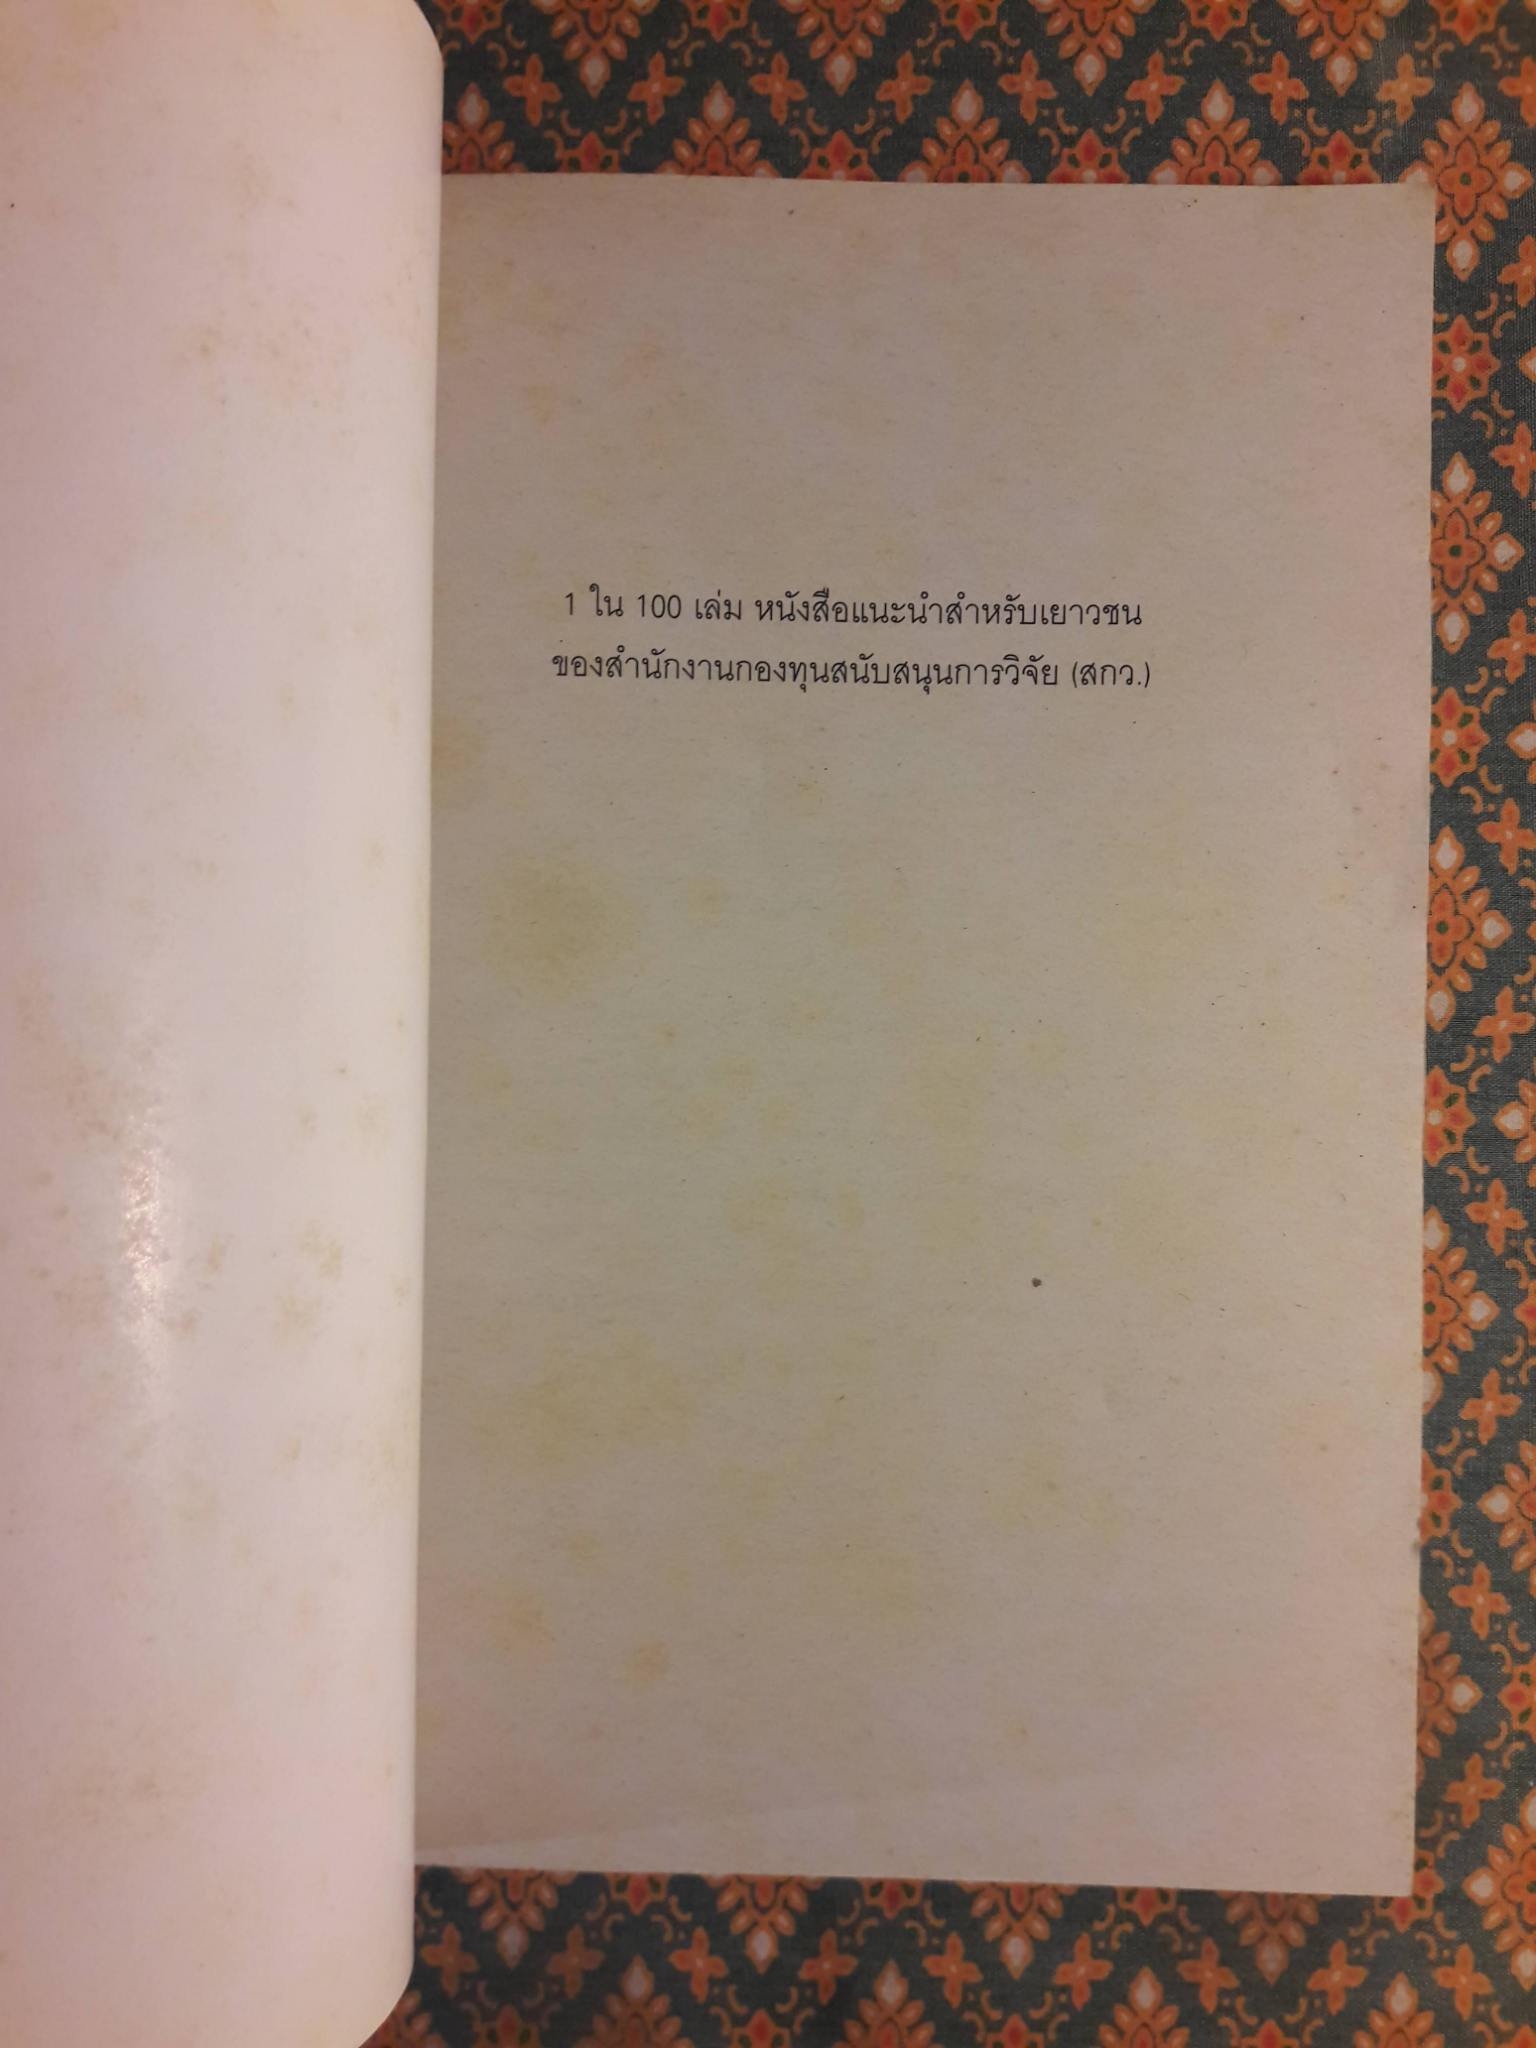 1 ใน 100 เล่ม หนังสือแนะนำสำหรับเยาวชน
ของสำนักงานกองทุนสนับสนุนการวิจัย (สกว.)